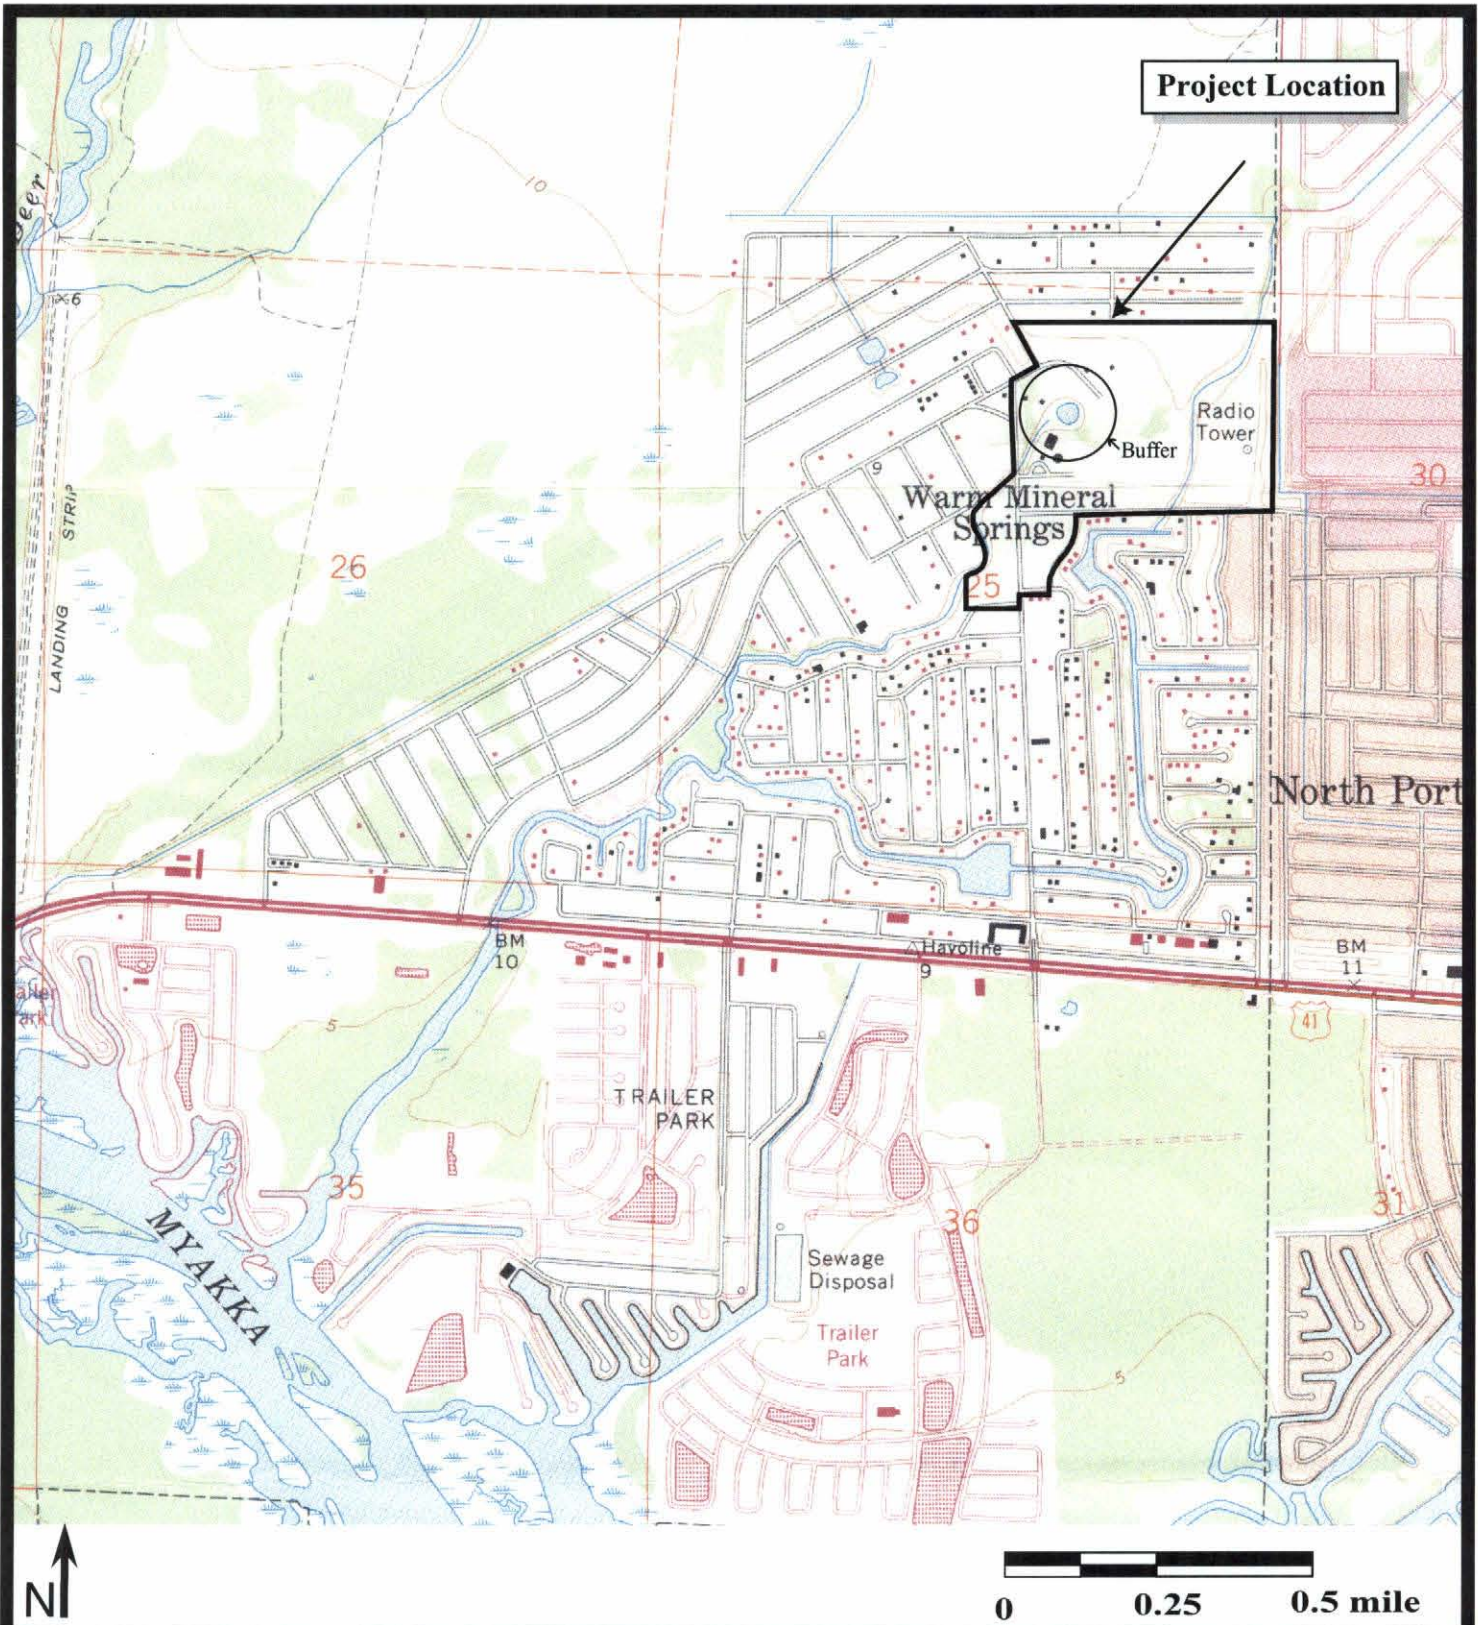 Project Location
10
6
Radio
Tower
Buffer
9
30
Warm Mineral
Springs
LANDING STRIP
26
25
North Port
BM
10
Havoline
9
BM
11
41
5
TRAILER
PARK
35
31
36
MYAKKA
Sewage
Disposal
Trailer
Park
5
N
0
0.25
0.5 mile